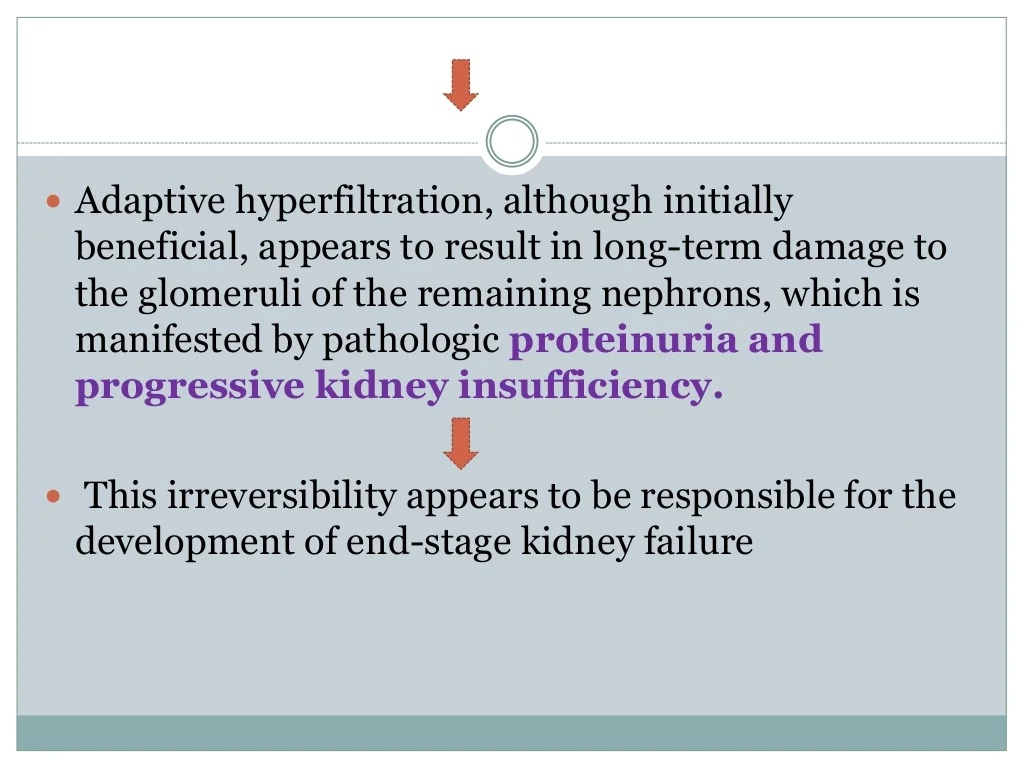 Adaptive hyperfiltration, although initially
beneficial, appears to result in long-term damage to
the glomeruli of the remaining nephrons, which is
manifested by pathologic proteinuria and
progressive kidney insufficiency.
This irreversibility appears to be responsible for the
development of end-stage kidney failure